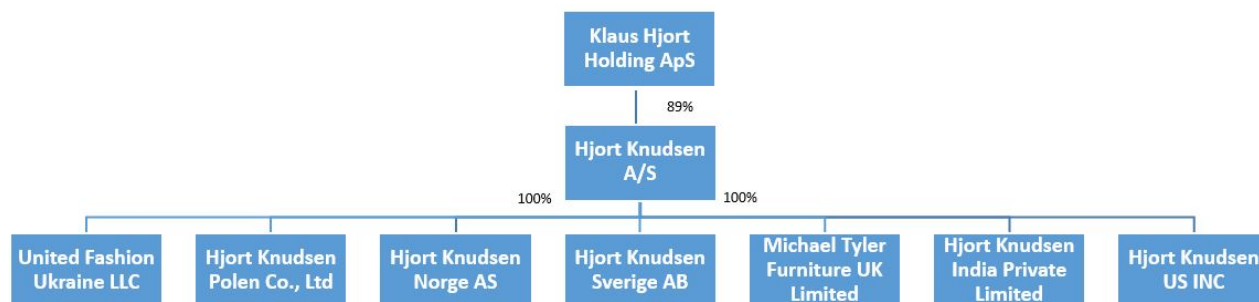 Klaus Hjort
Holding ApS
89%
Hjort Knudsen
A/S
100%
100%
United Fashion
Ukraine LLC
Hjort Knudsen
Polen Co., Ltd
Hjort Knudsen
Norge AS
Hjort Knudsen
Sverige AB
Michael Tyler
Furniture UK
Limited
Hjort Knudsen
India Private
Limited
Hjort Knudsen
US INC